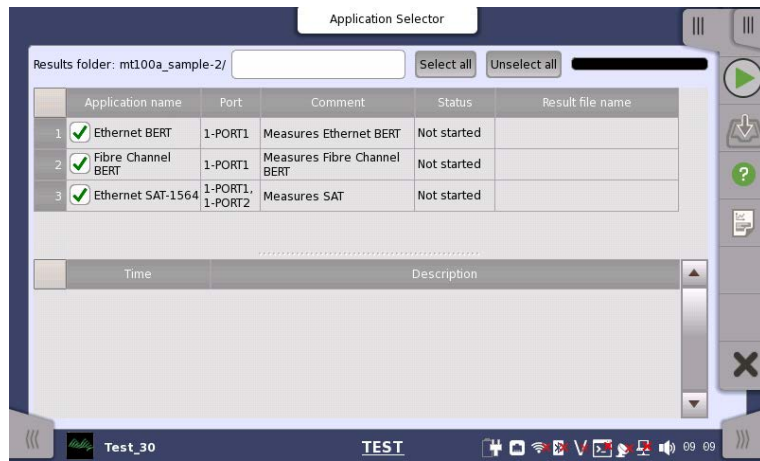 Application Selector
Results folder: mt100a_sample-2/
Select all
Unselect all
Application name Port Comment Status Result file name
1 Ethernet BERT 1-PORT1 Measures Ethernet BERT Not started
2 Fibre Channel BERT 1-PORT1 Measures Fibre Channel BERT Not started
3 Ethernet SAT-1564 1-PORT1, 1-PORT2 Measures SAT Not started
Time Description
Test_30
TEST
09 09